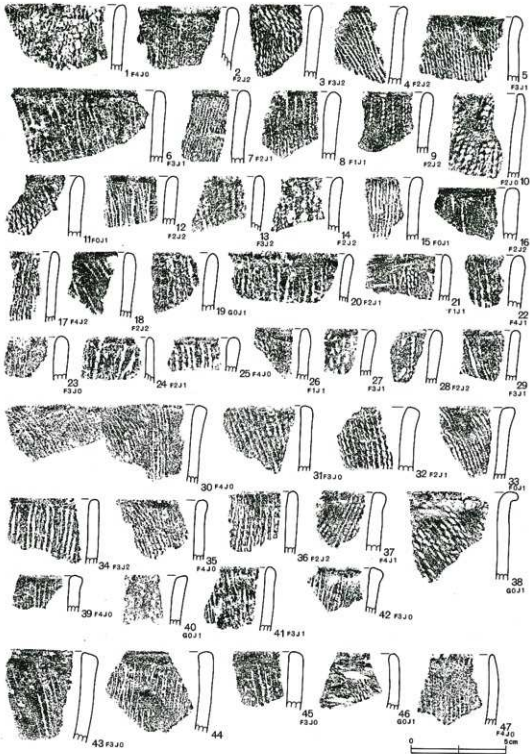 1 F4J0
2 F2J2
3 F3J2
4 F2J2
5 F3J1
6 F3J1
7 F2J1
8 F1J1
9 F2J2
10 F2J0
11 F0J1
12 F2J2
13 F3J2
14 F2J2
15 F0J1
16 F2J2
17 F4J2
18 F2J2
19 G0J1
20 F2J1
21 F1J1
22 F4J1
23 F3J0
24 F2J1
25 F4J0
26 F1J1
27 F3J1
28 F2J2
29 F3J1
30 F4J0
31 F3J0
32 F2J1
33 F0J1
34 F3J2
35 F4J0
36 F2J2
37 F4J1
38 G0J1
39 F4J0
40 G0J1
41 F3J1
42 F3J0
43 F3J0
44
45 F3J0
46 G0J1
47 F4J0
0 5cm